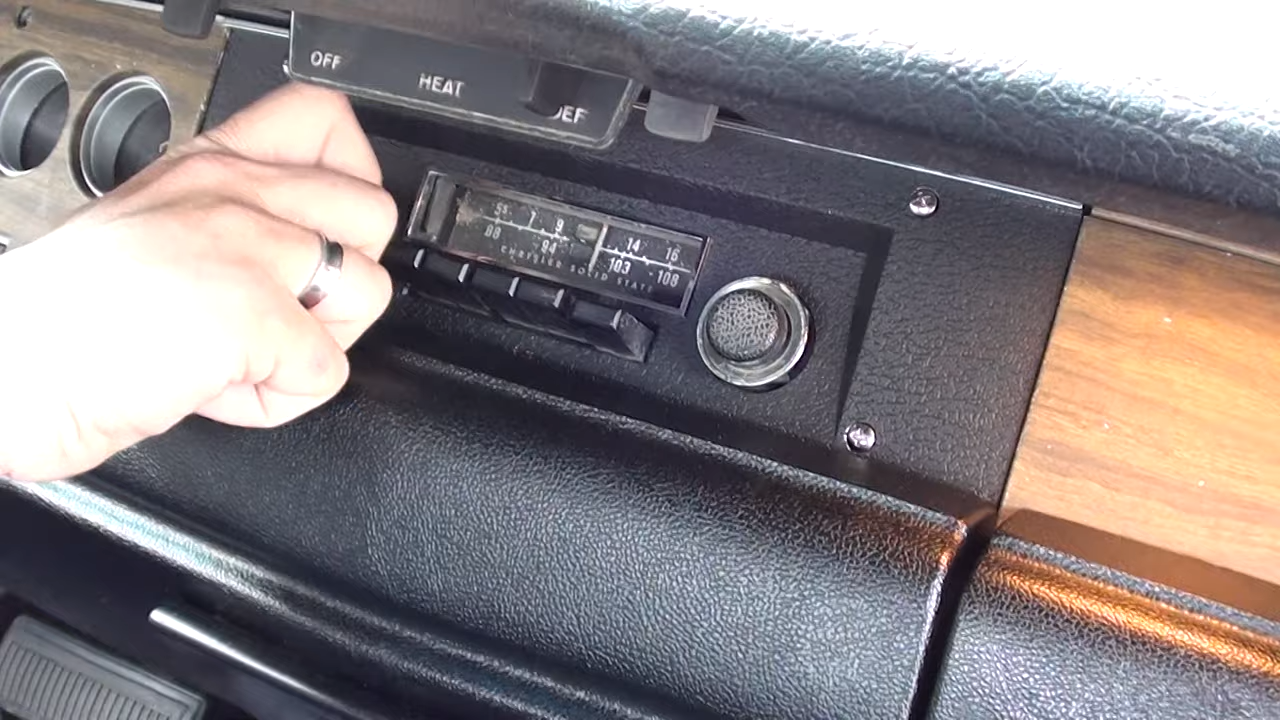 OFF HEAT DEF
55 7 9 14 16
88 94 103 108
CHRYSLER SOLID STATE